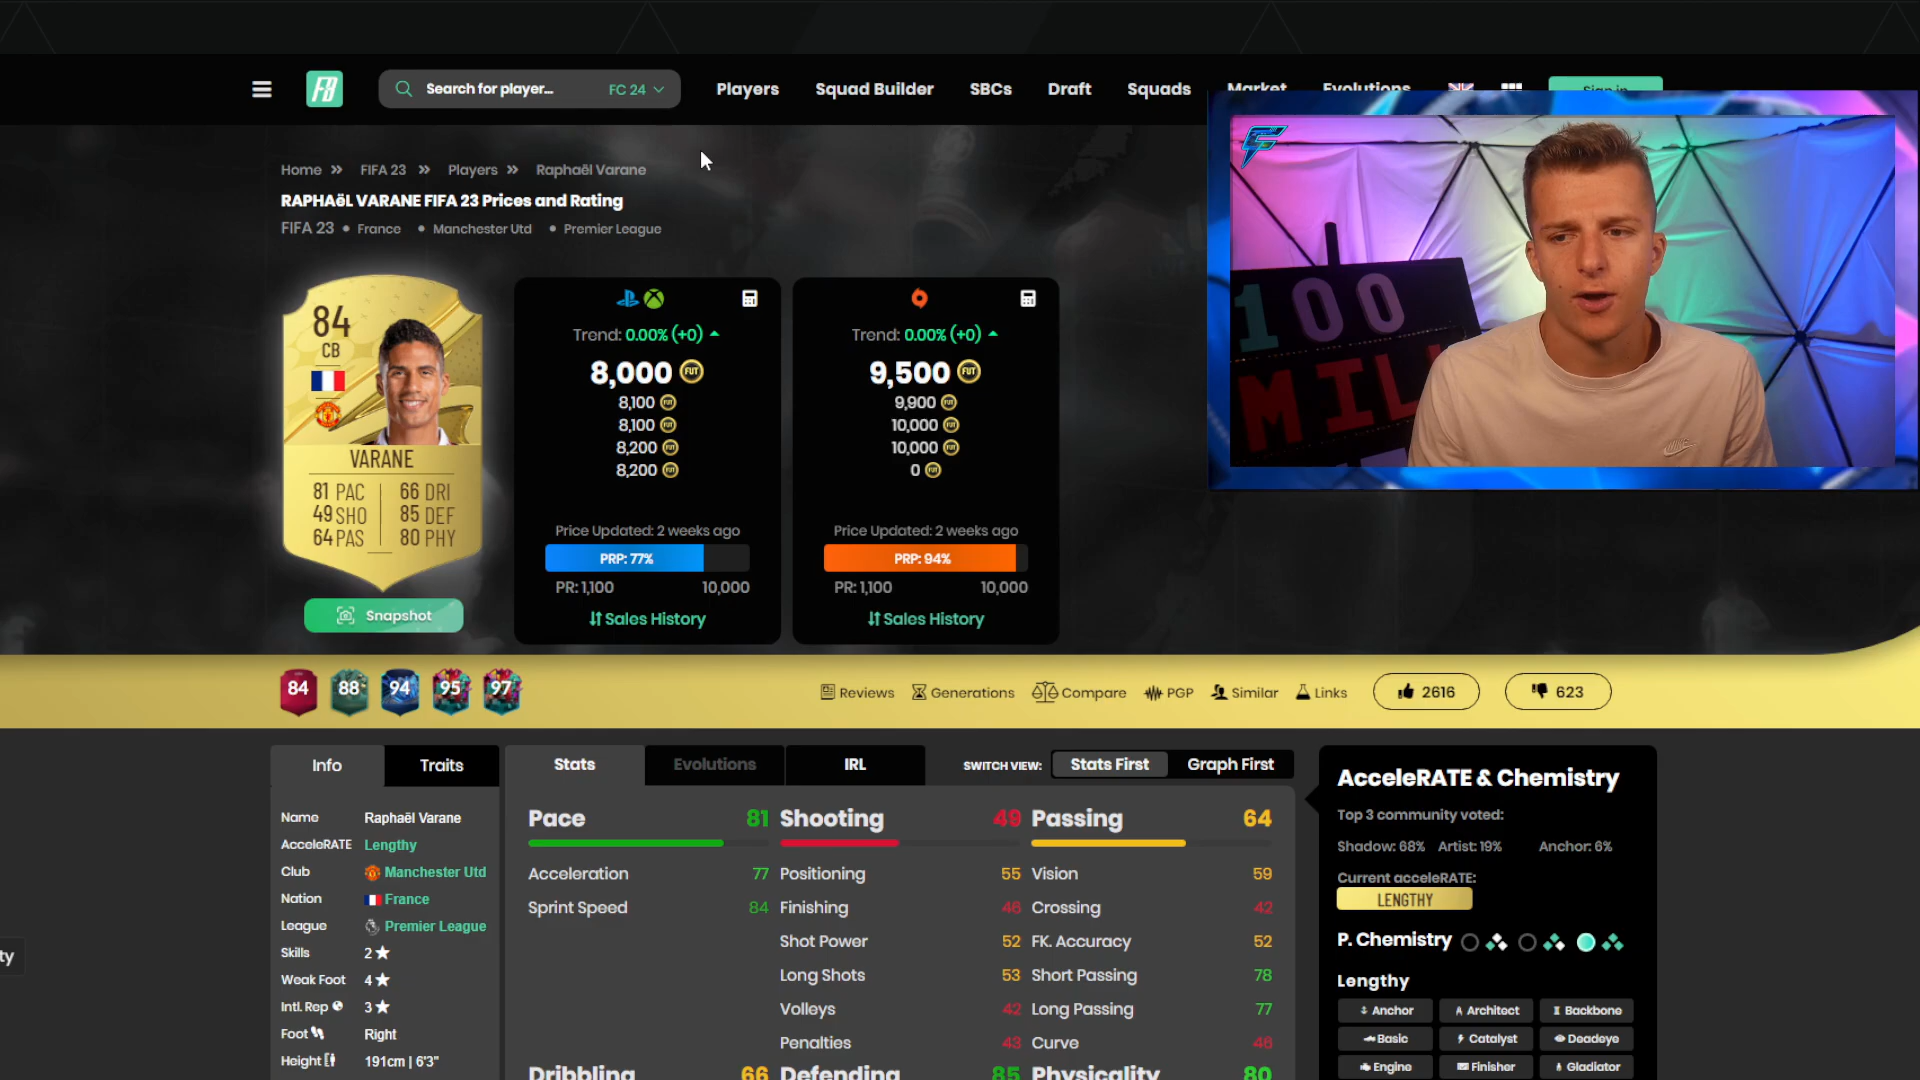 FB
Search for player...
FC 24
Players
Squad Builder
SBCs
Draft
Squads
Market
Evolutions
Sign in
Home » FIFA 23 » Players » Raphaël Varane
RAPHAëL VARANE FIFA 23 Prices and Rating
FIFA 23 • France • Manchester Utd • Premier League
84
CB
VARANE
81 PAC 66 DRI
49 SHO 85 DEF
64 PAS 80 PHY
Snapshot
Trend: 0.00% (+0)
8,000 FUT
8,100
8,100
8,200
8,200
Price Updated: 2 weeks ago
PRP: 77%
PR: 1,100 10,000
Sales History
Trend: 0.00% (+0)
9,500 FUT
9,900
10,000
10,000
0
Price Updated: 2 weeks ago
PRP: 94%
PR: 1,100 10,000
Sales History
100
MIL
84 88 94 95 97
Reviews Generations Compare PGP Similar Links 2616 623
Info Traits
Name Raphaël Varane
AcceleRATE Lengthy
Club Manchester Utd
Nation France
League Premier League
Skills 2
Weak Foot 4
Intl. Rep 3
Foot Right
Height 191cm | 6'3"
ty
Stats Evolutions IRL SWITCH VIEW: Stats First Graph First
Pace 81 Shooting 49 Passing 64
Acceleration 77 Positioning 55 Vision 59
Sprint Speed 84 Finishing 46 Crossing 42
Shot Power 52 FK. Accuracy 52
Long Shots 53 Short Passing 78
Volleys 42 Long Passing 77
Penalties 43 Curve 46
Dribbling 66 Defending 85 Physicality 80
AcceleRATE & Chemistry
Top 3 community voted:
Shadow: 68% Artist: 19% Anchor: 6%
Current acceleRATE:
LENGTHY
P. Chemistry
Lengthy
Anchor Architect Backbone
Basic Catalyst Deadeye
Engine Finisher Gladiator